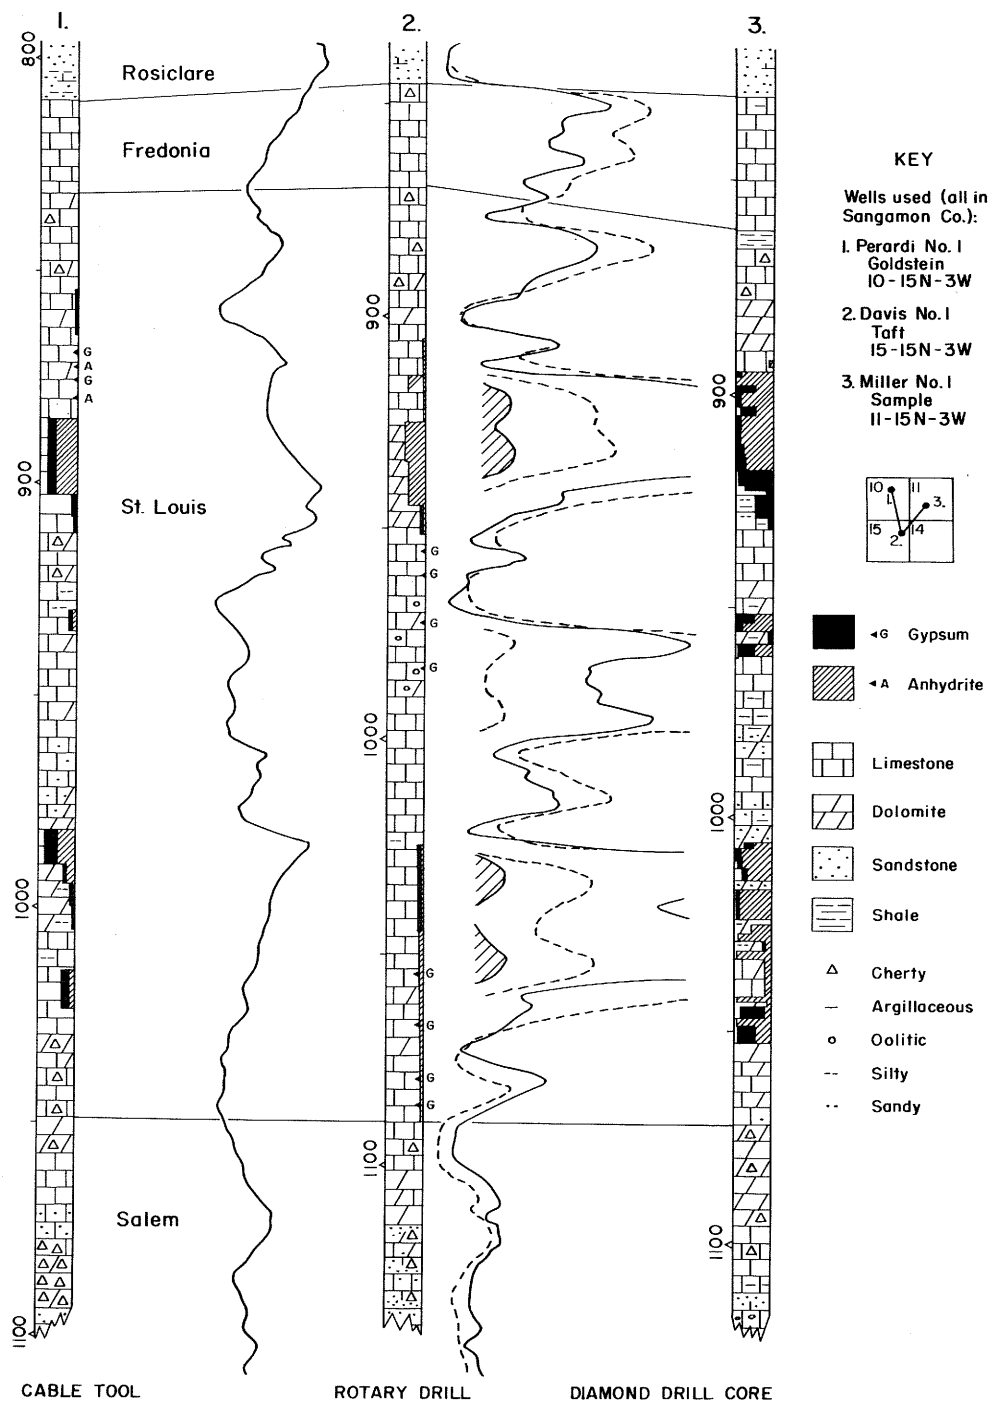 1.
2.
3.
800
Rosiclare
Fredonia
900
G
A
G
A
900
900
St. Louis
G
G
G
G
1000
1000
1000
G
G
G
G
1100
Salem
1100
1100
CABLE TOOL
ROTARY DRILL
DIAMOND DRILL CORE
KEY
Wells used (all in
Sangamon Co.):
1. Perardi No. 1
Goldstein
10-15N-3W
2. Davis No. 1
Taft
15-15N-3W
3. Miller No. 1
Sample
11-15N-3W
10 11
1. 3.
15 14
2.
G Gypsum
A Anhydrite
Limestone
Dolomite
Sandstone
Shale
Cherty
Argillaceous
Oolitic
Silty
Sandy